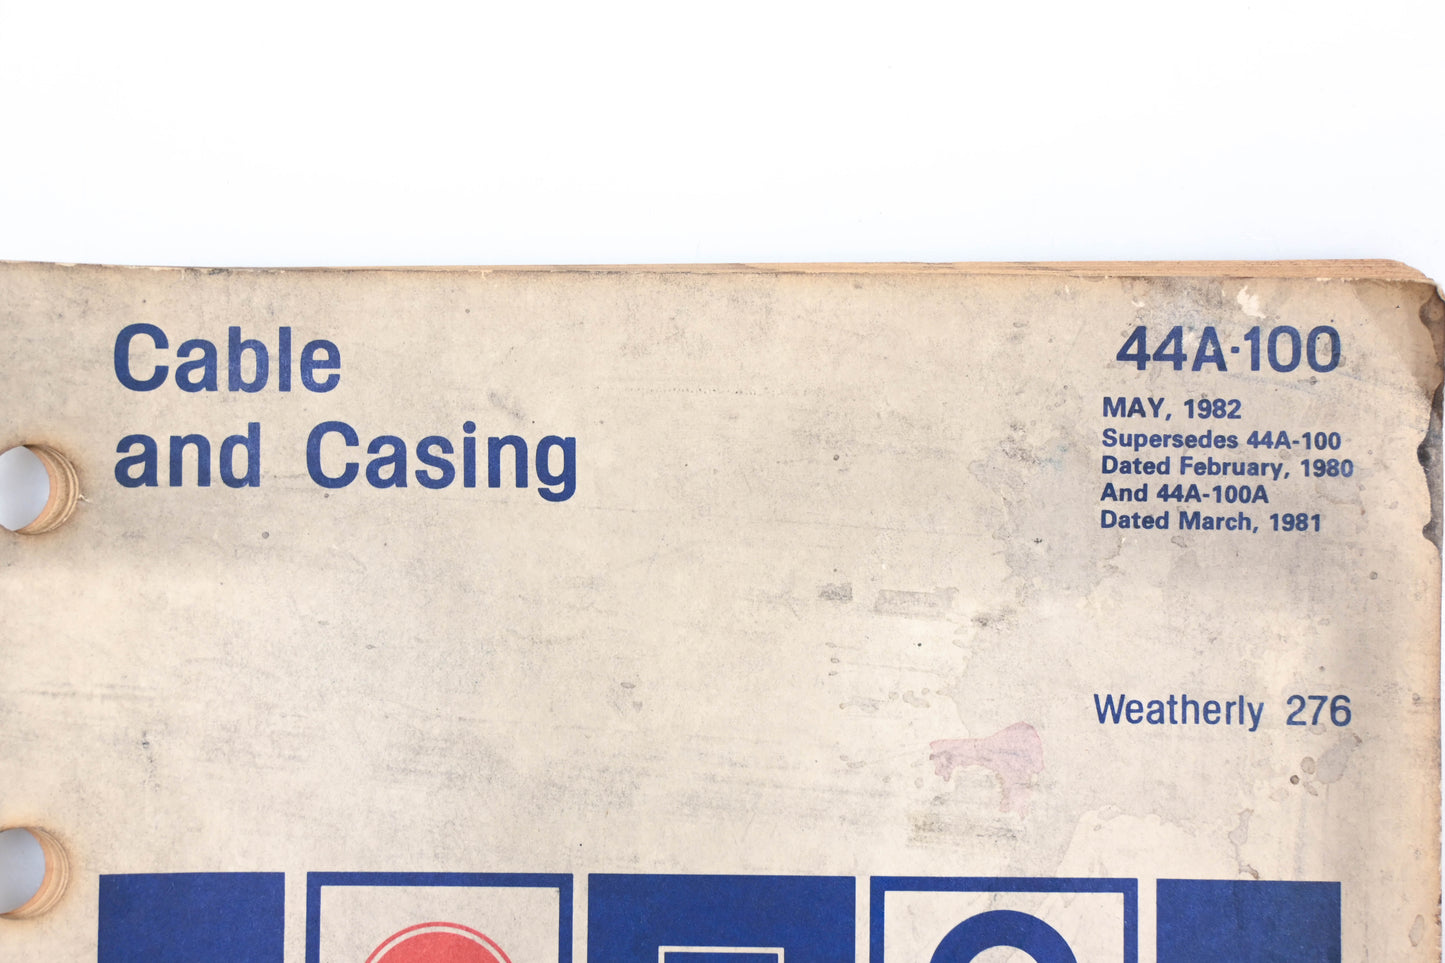 Cable
and Casing
44A-100
MAY, 1982
Supersedes 44A-100
Dated February, 1980
And 44A-100A
Dated March, 1981
Weatherly 276